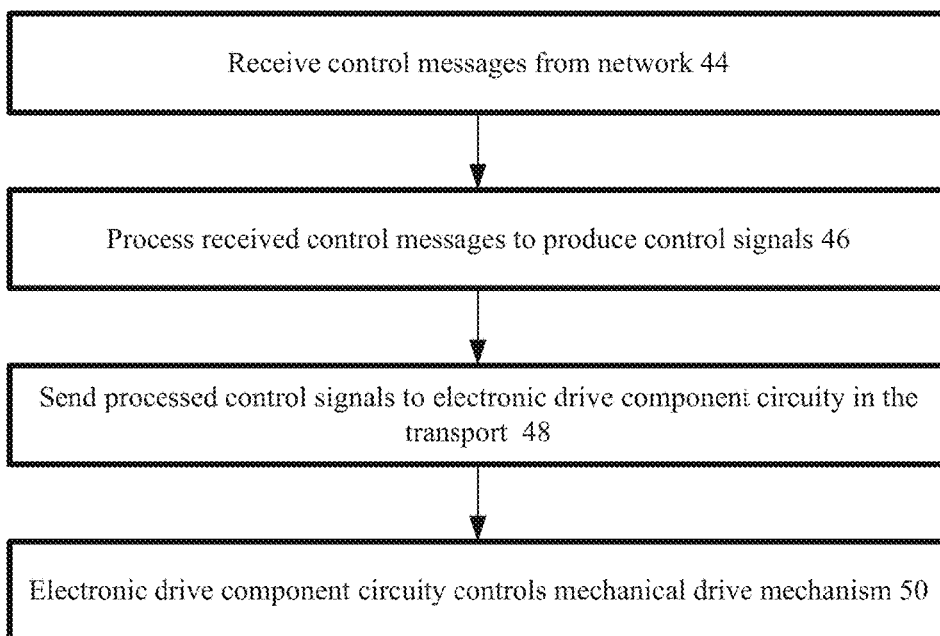 Receive control messages from network 44
Process received control messages to produce control signals 46
Send processed control signals to electronic drive component circuity in the
transport 48
Electronic drive component circuity controls mechanical drive mechanism 50